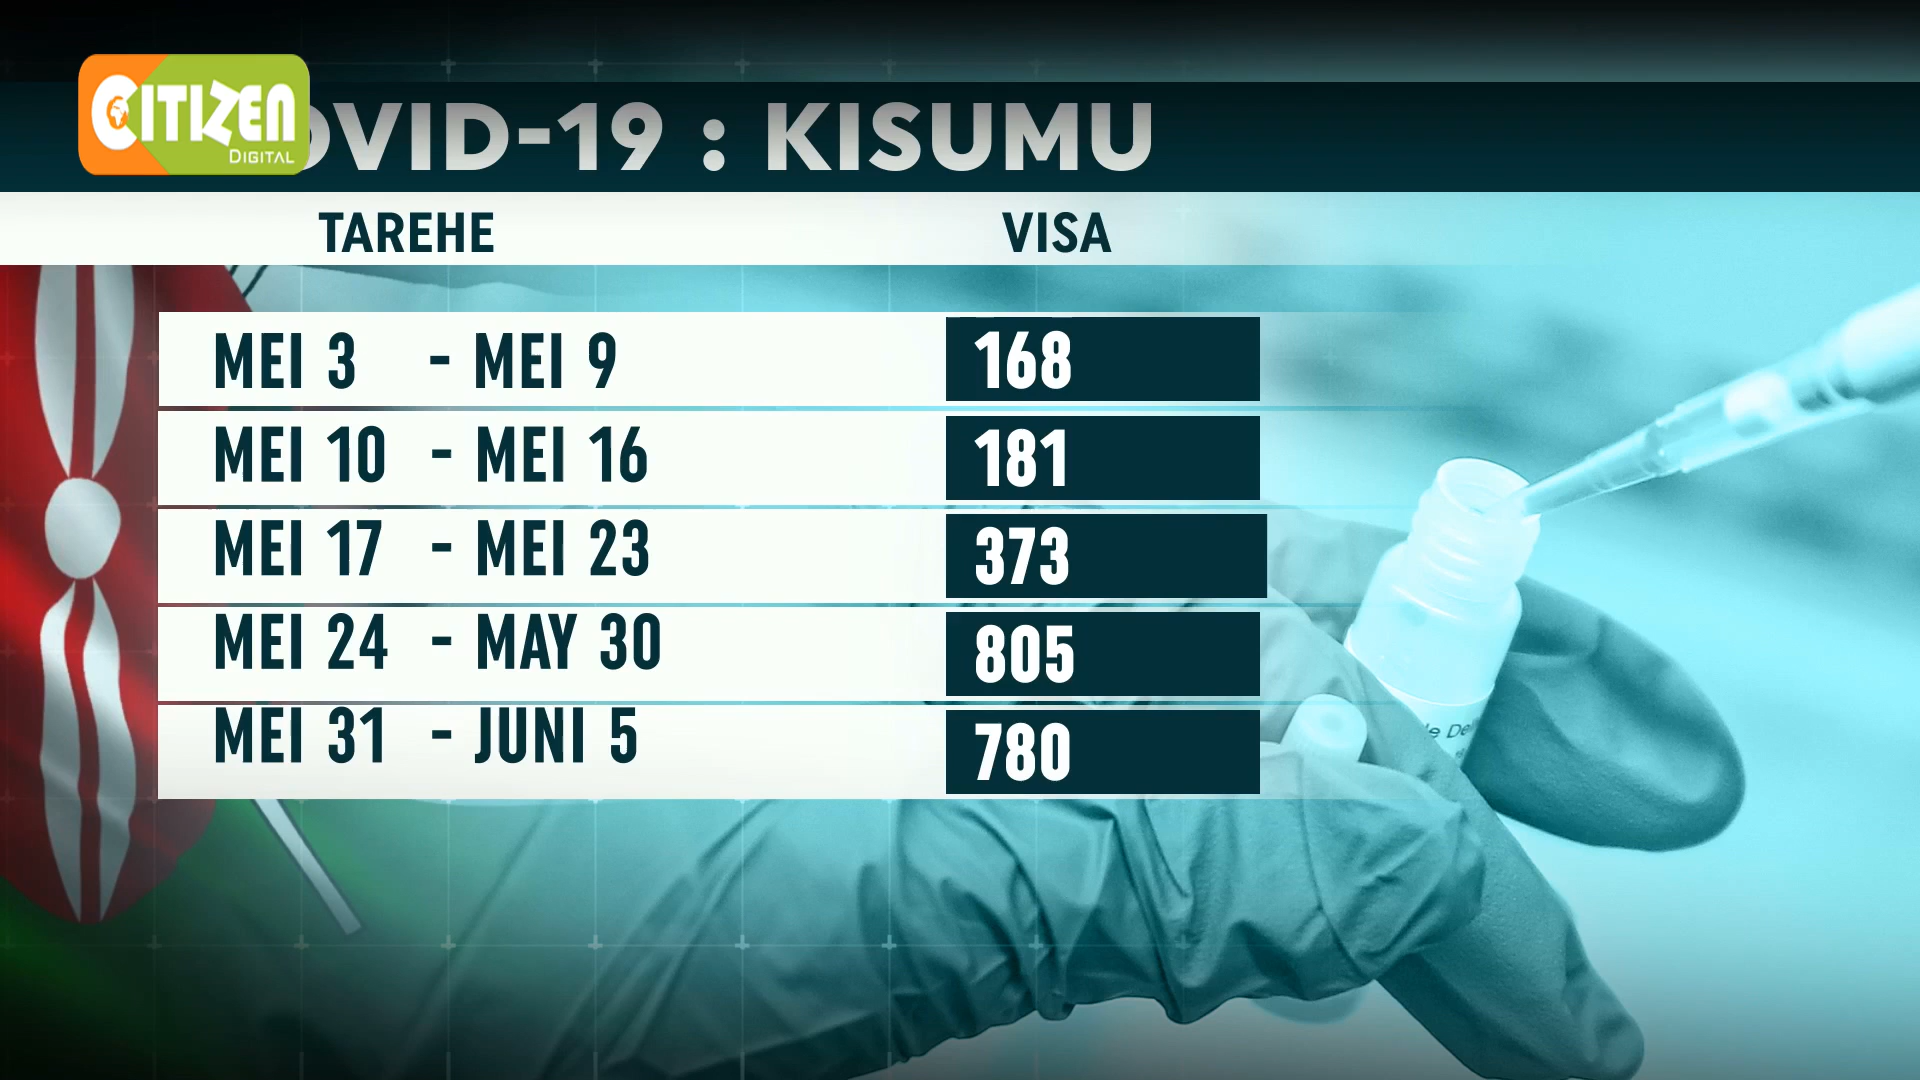 CITIZEN
DIGITAL
OVID-19 : KISUMU
TAREHE VISA
MEI 3 - MEI 9 168
MEI 10 - MEI 16 181
MEI 17 - MEI 23 373
MEI 24 - MAY 30 805
MEI 31 - JUNI 5 780